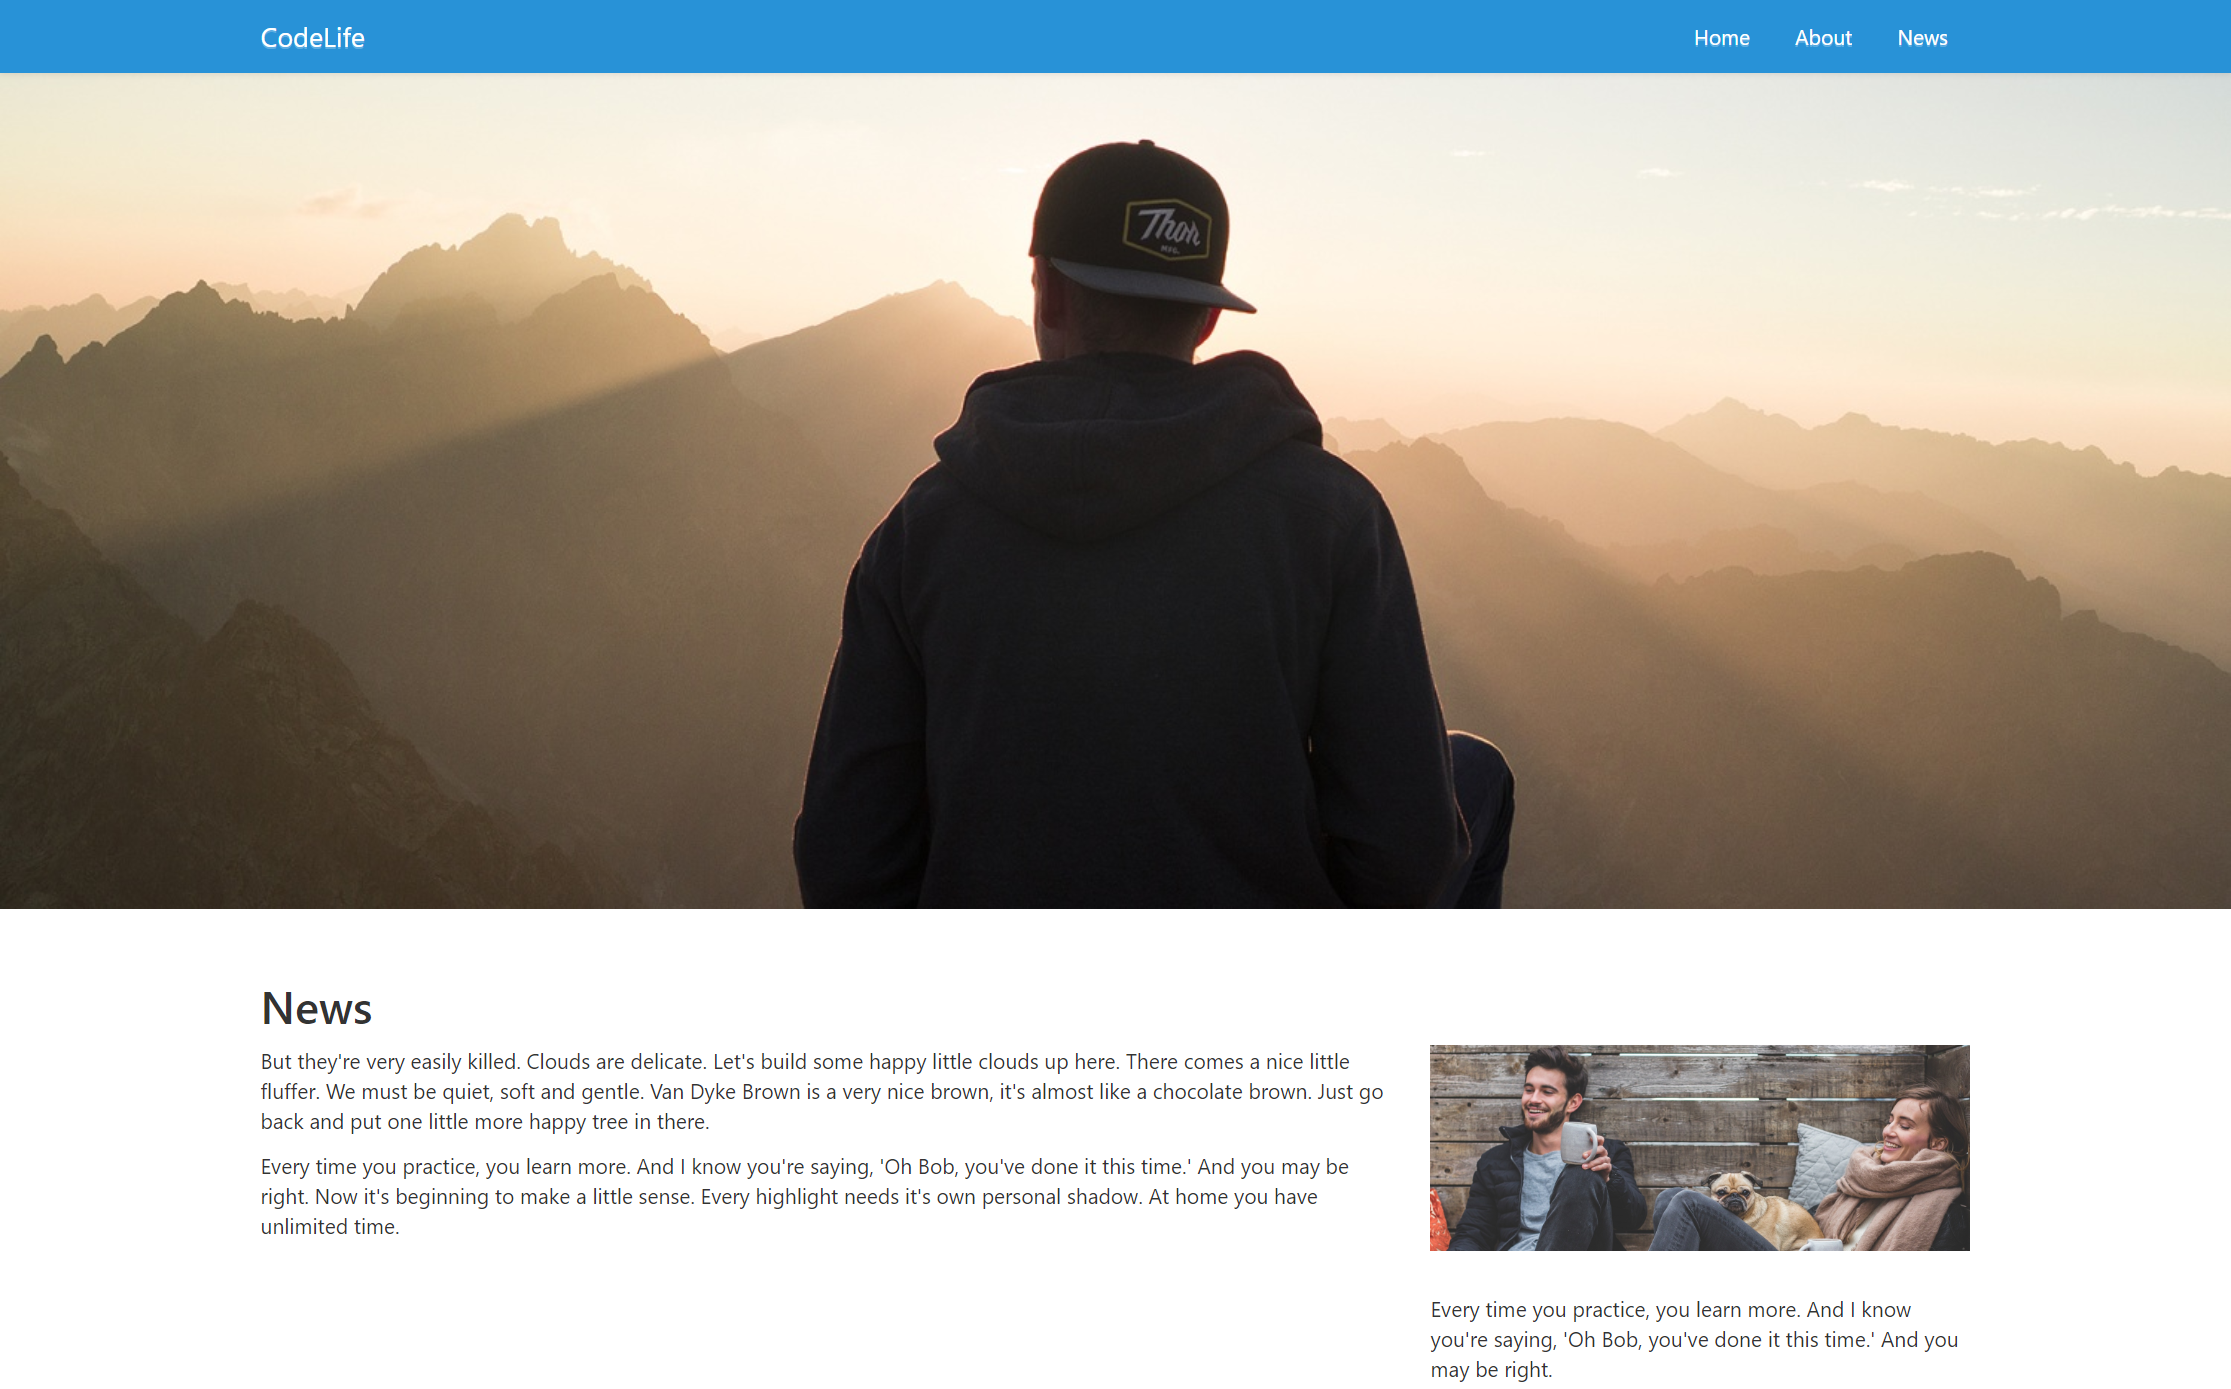 CodeLife
Home About News
Thor
MFG.
News
But they're very easily killed. Clouds are delicate. Let's build some happy little clouds up here. There comes a nice little
fluffer. We must be quiet, soft and gentle. Van Dyke Brown is a very nice brown, it's almost like a chocolate brown. Just go
back and put one little more happy tree in there.
Every time you practice, you learn more. And I know you're saying, 'Oh Bob, you've done it this time.' And you may be
right. Now it's beginning to make a little sense. Every highlight needs it's own personal shadow. At home you have
unlimited time.
Every time you practice, you learn more. And I know
you're saying, 'Oh Bob, you've done it this time.' And you
may be right.